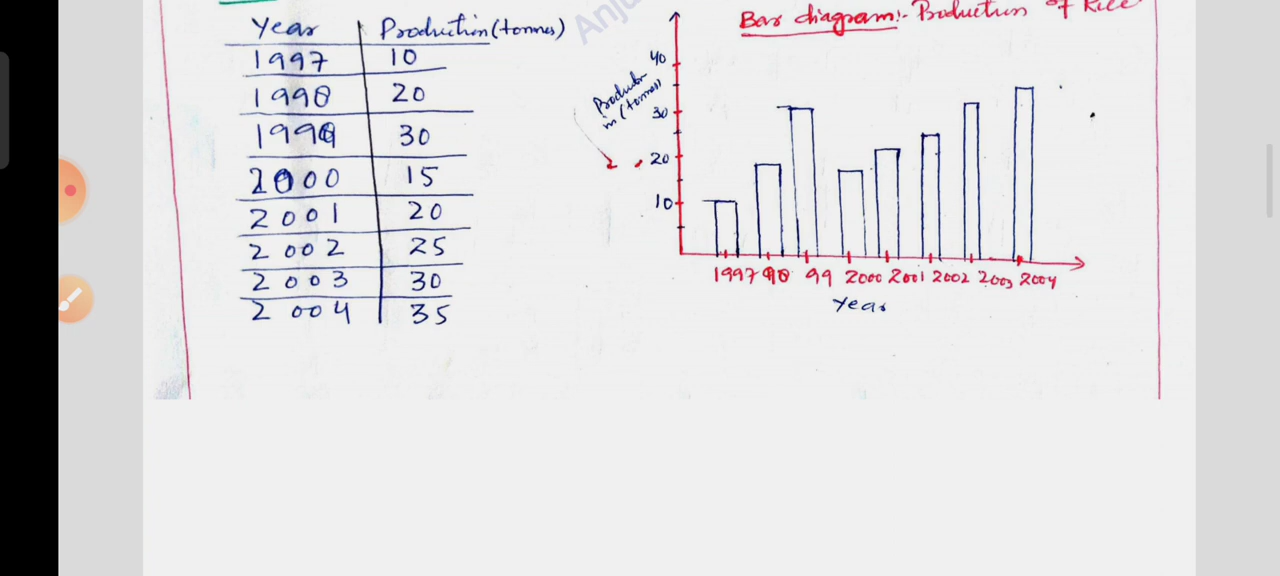 Year Production (tonnes)
1997 10
1998 20
1999 30
2000 15
2001 20
2002 25
2003 30
2004 35
Anju
Bar diagram:- Production of Rice
Production
in (tonnes)
40
30
20
10
1997 98 99 2000 2001 2002 2003 2004
Year